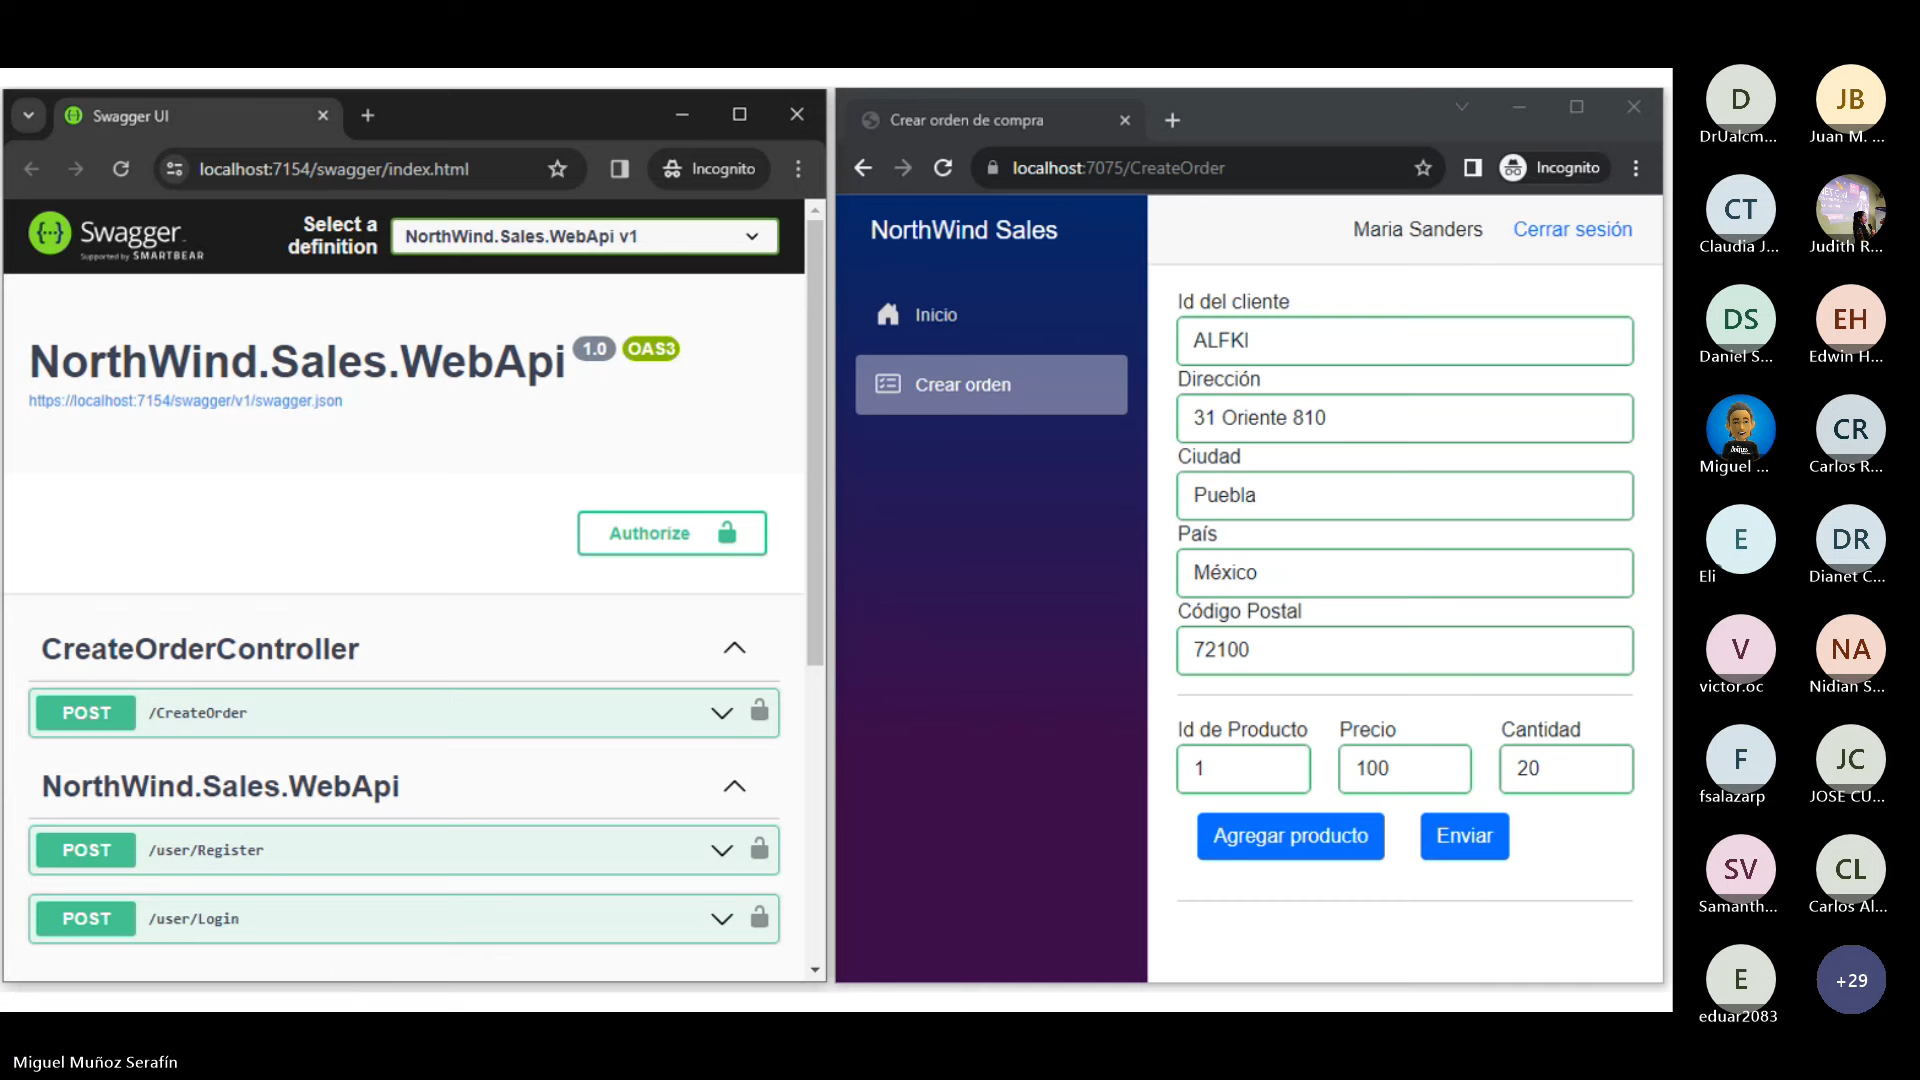 Swagger UI
localhost:7154/swagger/index.html
Incognito
Swagger
Supported by SMARTBEAR
Select a
definition
NorthWind.Sales.WebApi v1
NorthWind.Sales.WebApi
1.0
OAS3
https://localhost:7154/swagger/v1/swagger.json
Authorize
CreateOrderController
POST /CreateOrder
NorthWind.Sales.WebApi
POST /user/Register
POST /user/Login
Crear orden de compra
localhost:7075/CreateOrder
Incognito
NorthWind Sales
Inicio
Crear orden
Maria Sanders
Cerrar sesión
Id del cliente
ALFKI
Dirección
31 Oriente 810
Ciudad
Puebla
País
México
Código Postal
72100
Id de Producto Precio Cantidad
1 100 20
Agregar producto Enviar
D JB
DrUalcm... Juan M. ...
CT
Claudia J... Judith R...
DS EH
Daniel S... Edwin H...
CR
Miguel ... Carlos R...
E DR
Eli Dianet C...
V NA
victor.oc Nidian S...
F JC
fsalazarp JOSE CU...
SV CL
Samanth... Carlos Al...
E +29
eduar2083
Miguel Muñoz Serafín